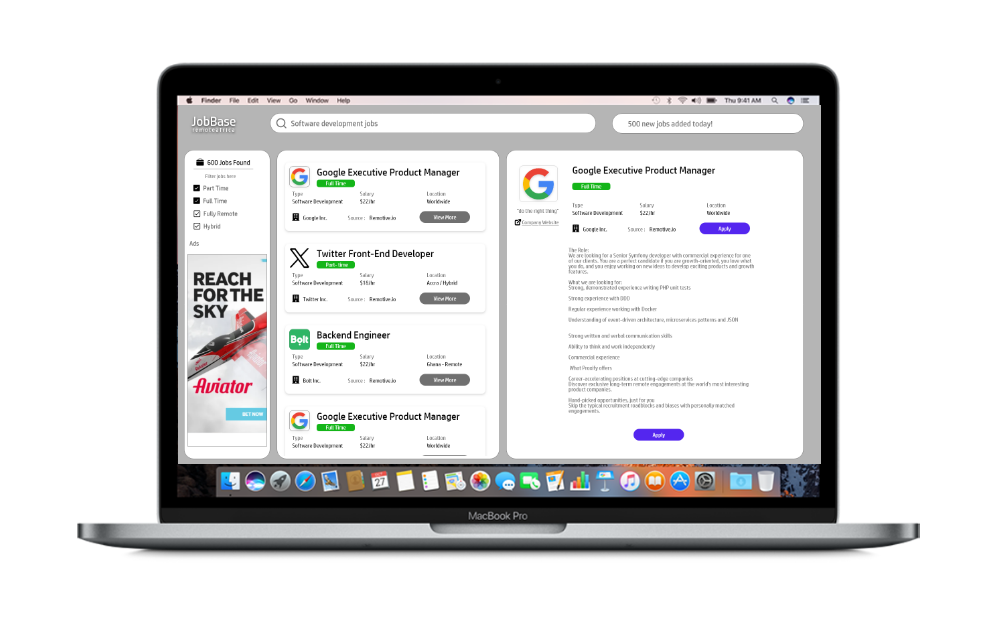 Finder File Edit View Go Window Help
Thu 9:41 AM
JobBase
Software development jobs
500 new jobs added today!
600 Jobs Found
Filter jobs here
Part Time
Full Time
Fully Remote
Hybrid
Ads
REACH
FOR THE
SKY
Aviator
BET NOW
Google Executive Product Manager
Full Time
Type Salary Location
Software Development $22/hr Worldwide
Google Inc. Source: Remotive.io View More
Twitter Front-End Developer
Part-time
Type Salary Location
Software Development $18/hr Accra / Hybrid
Twitter Inc. Source: Remotive.io View More
Bolt
Backend Engineer
Full Time
Type Salary Location
Software Development $22/hr Ghana - Remote
Bolt Inc. Source: Remotive.io View More
Google Executive Product Manager
Full Time
Type Salary Location
Software Development $22/hr Worldwide
Google Executive Product Manager
Full Time
"do the right thing"
Company Website
Type Salary Location
Software Development $22/hr Worldwide
Google Inc. Source: Remotive.io Apply
The Role:
We are looking for a Senior Symfony developer with commercial experience for one
of our clients. You are a perfect candidate if you are growth-oriented, you love what
you do, and you enjoy working on new ideas to develop exciting products and growth
features.
What we are looking for:
Strong, demonstrated experience writing PHP unit tests
Strong experience with DDD
Regular experience working with Docker
Understanding of event-driven architecture, microservices patterns and JSON
Strong written and verbal communication skills
Ability to think and work independently
Commercial experience
What Proxify offers
Career-accelerating positions at cutting-edge companies
Discover exclusive long-term remote engagements at the world's most interesting
product companies.
Hand-picked opportunities, just for you
Skip the typical recruitment roadblocks and biases with personally matched
engagements.
Apply
27
MacBook Pro